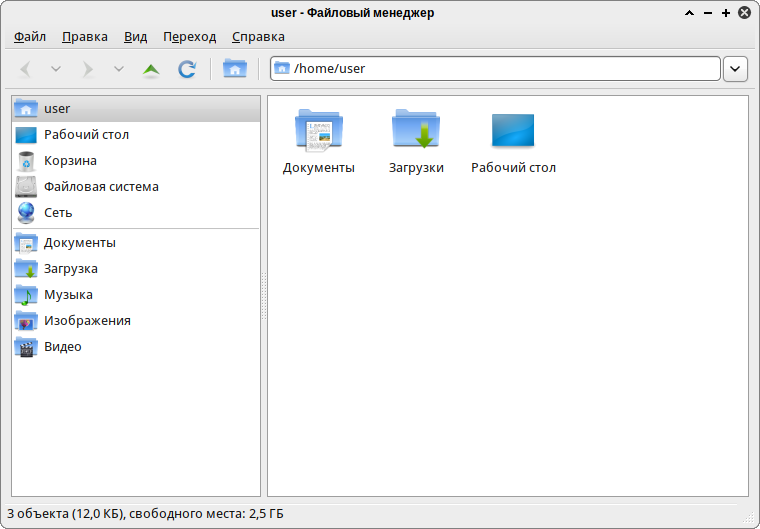 user - Файловый менеджер
Файл Правка Вид Переход Справка
/home/user
user
Рабочий стол
Корзина
Файловая система
Сеть
Документы
Загрузка
Музыка
Изображения
Видео
Документы Загрузки Рабочий стол
3 объекта (12,0 КБ), свободного места: 2,5 ГБ